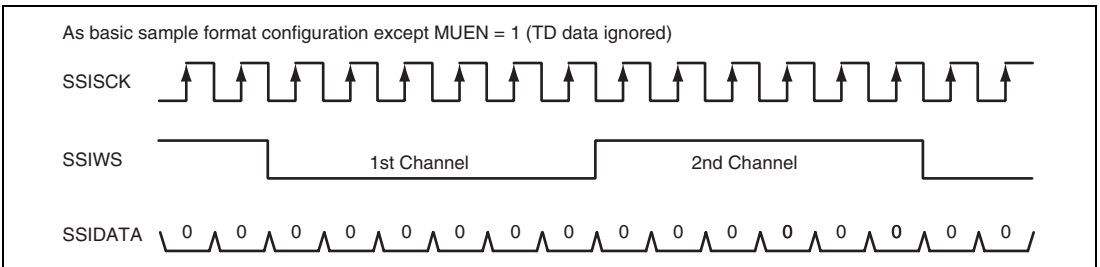 As basic sample format configuration except MUEN = 1 (TD data ignored)
SSISCK
SSIWS 1st Channel 2nd Channel
SSIDATA 0 0 0 0 0 0 0 0 0 0 0 0 0 0 0 0